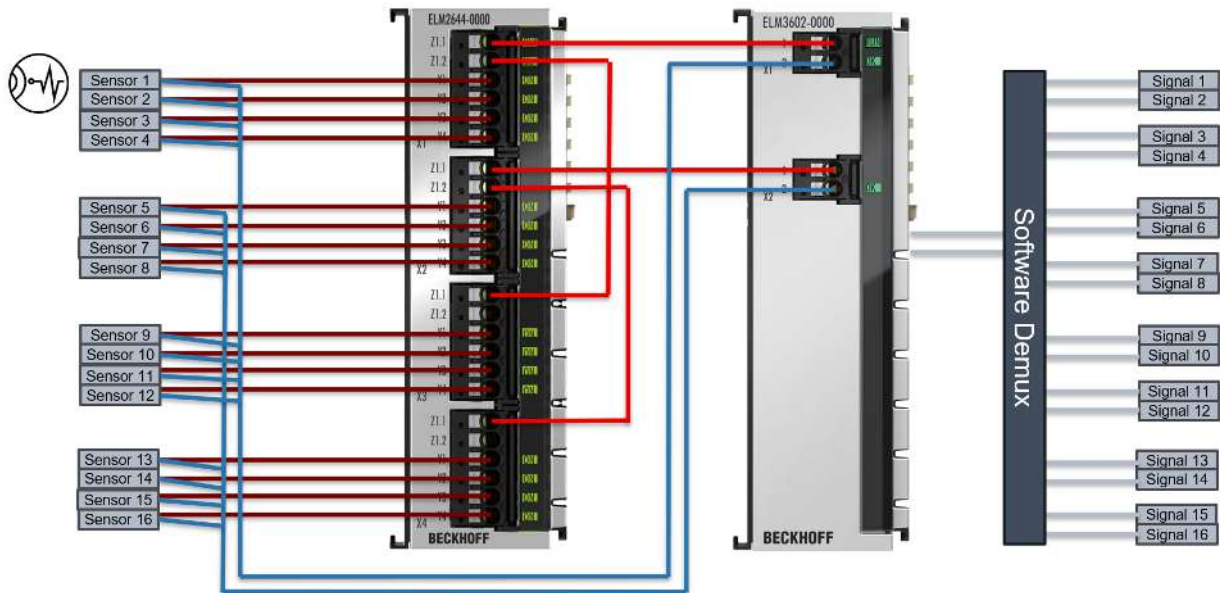 ELM2644-0000
ELM3602-0000
Z1.1
Z1.2
X1
Z1.1
Z1.2
X2
Z1.1
Z1.2
X3
Z1.1
Z1.2
X4
BECKHOFF
X1
X2
BECKHOFF
Sensor 1
Sensor 2
Sensor 3
Sensor 4
Sensor 5
Sensor 6
Sensor 7
Sensor 8
Sensor 9
Sensor 10
Sensor 11
Sensor 12
Sensor 13
Sensor 14
Sensor 15
Sensor 16
Software Demux
Signal 1
Signal 2
Signal 3
Signal 4
Signal 5
Signal 6
Signal 7
Signal 8
Signal 9
Signal 10
Signal 11
Signal 12
Signal 13
Signal 14
Signal 15
Signal 16